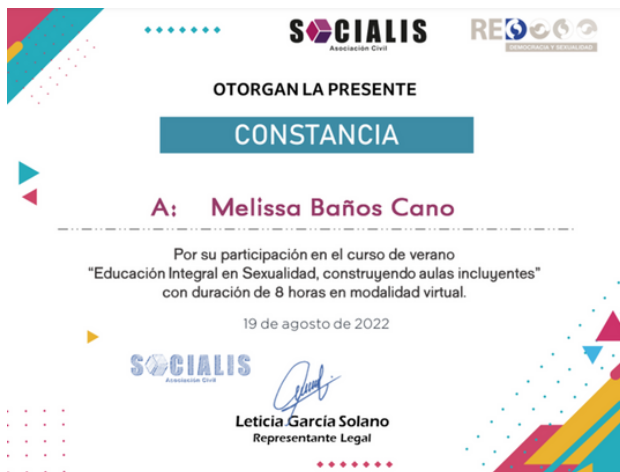 SOCIALIS
Asociación Civil
RED
DEMOCRACIA Y SEXUALIDAD
OTORGAN LA PRESENTE
CONSTANCIA
A: Melissa Baños Cano
Por su participación en el curso de verano
“Educación Integral en Sexualidad, construyendo aulas incluyentes”
con duración de 8 horas en modalidad virtual.
19 de agosto de 2022
SOCIALIS
Asociación Civil
Leticia García Solano
Representante Legal